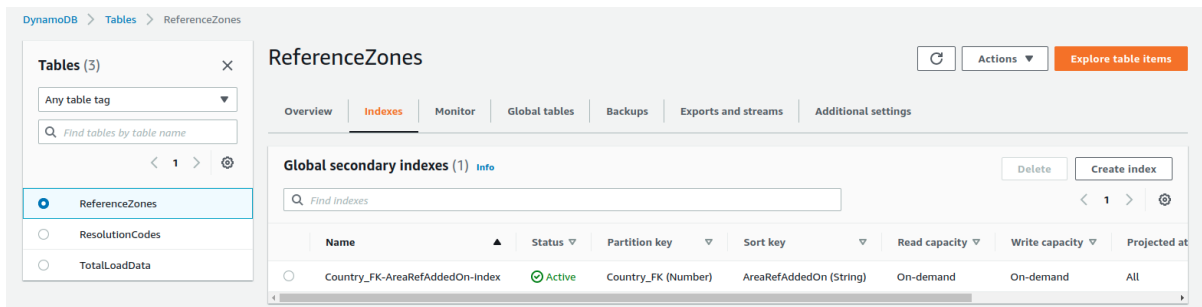 DynamoDB > Tables > ReferenceZones
Tables (3)
Any table tag
Find tables by table name
1
ReferenceZones
ResolutionCodes
TotalLoadData
ReferenceZones
Actions
Explore table items
Overview Indexes Monitor Global tables Backups Exports and streams Additional settings
Global secondary indexes (1) Info
Delete Create index
Find indexes
1
Name Status Partition key Sort key Read capacity Write capacity Projected at
Country_FK-AreaRefAddedOn-index Active Country_FK (Number) AreaRefAddedOn (String) On-demand On-demand All